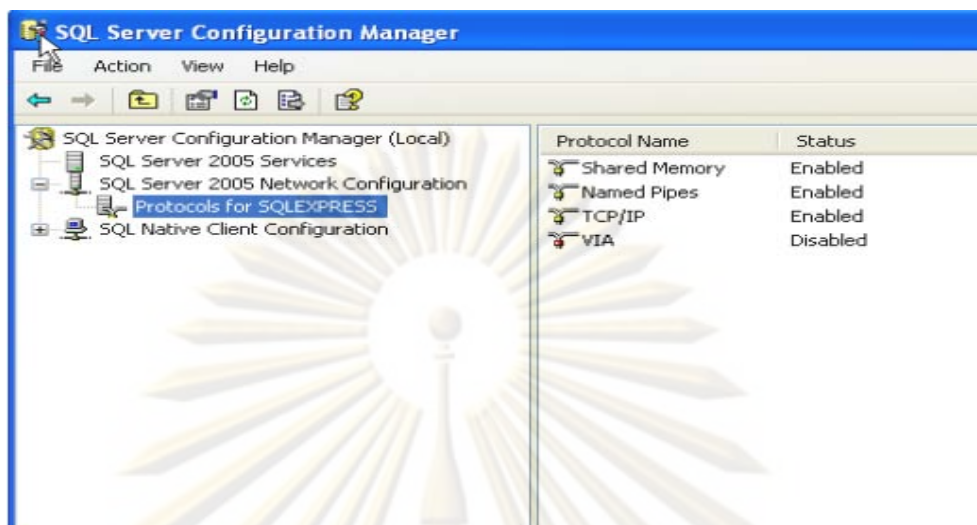 SQL Server Configuration Manager
File Action View Help
SQL Server Configuration Manager (Local)
SQL Server 2005 Services
SQL Server 2005 Network Configuration
Protocols for SQLEXPRESS
SQL Native Client Configuration
Protocol Name Status
Shared Memory Enabled
Named Pipes Enabled
TCP/IP Enabled
VIA Disabled